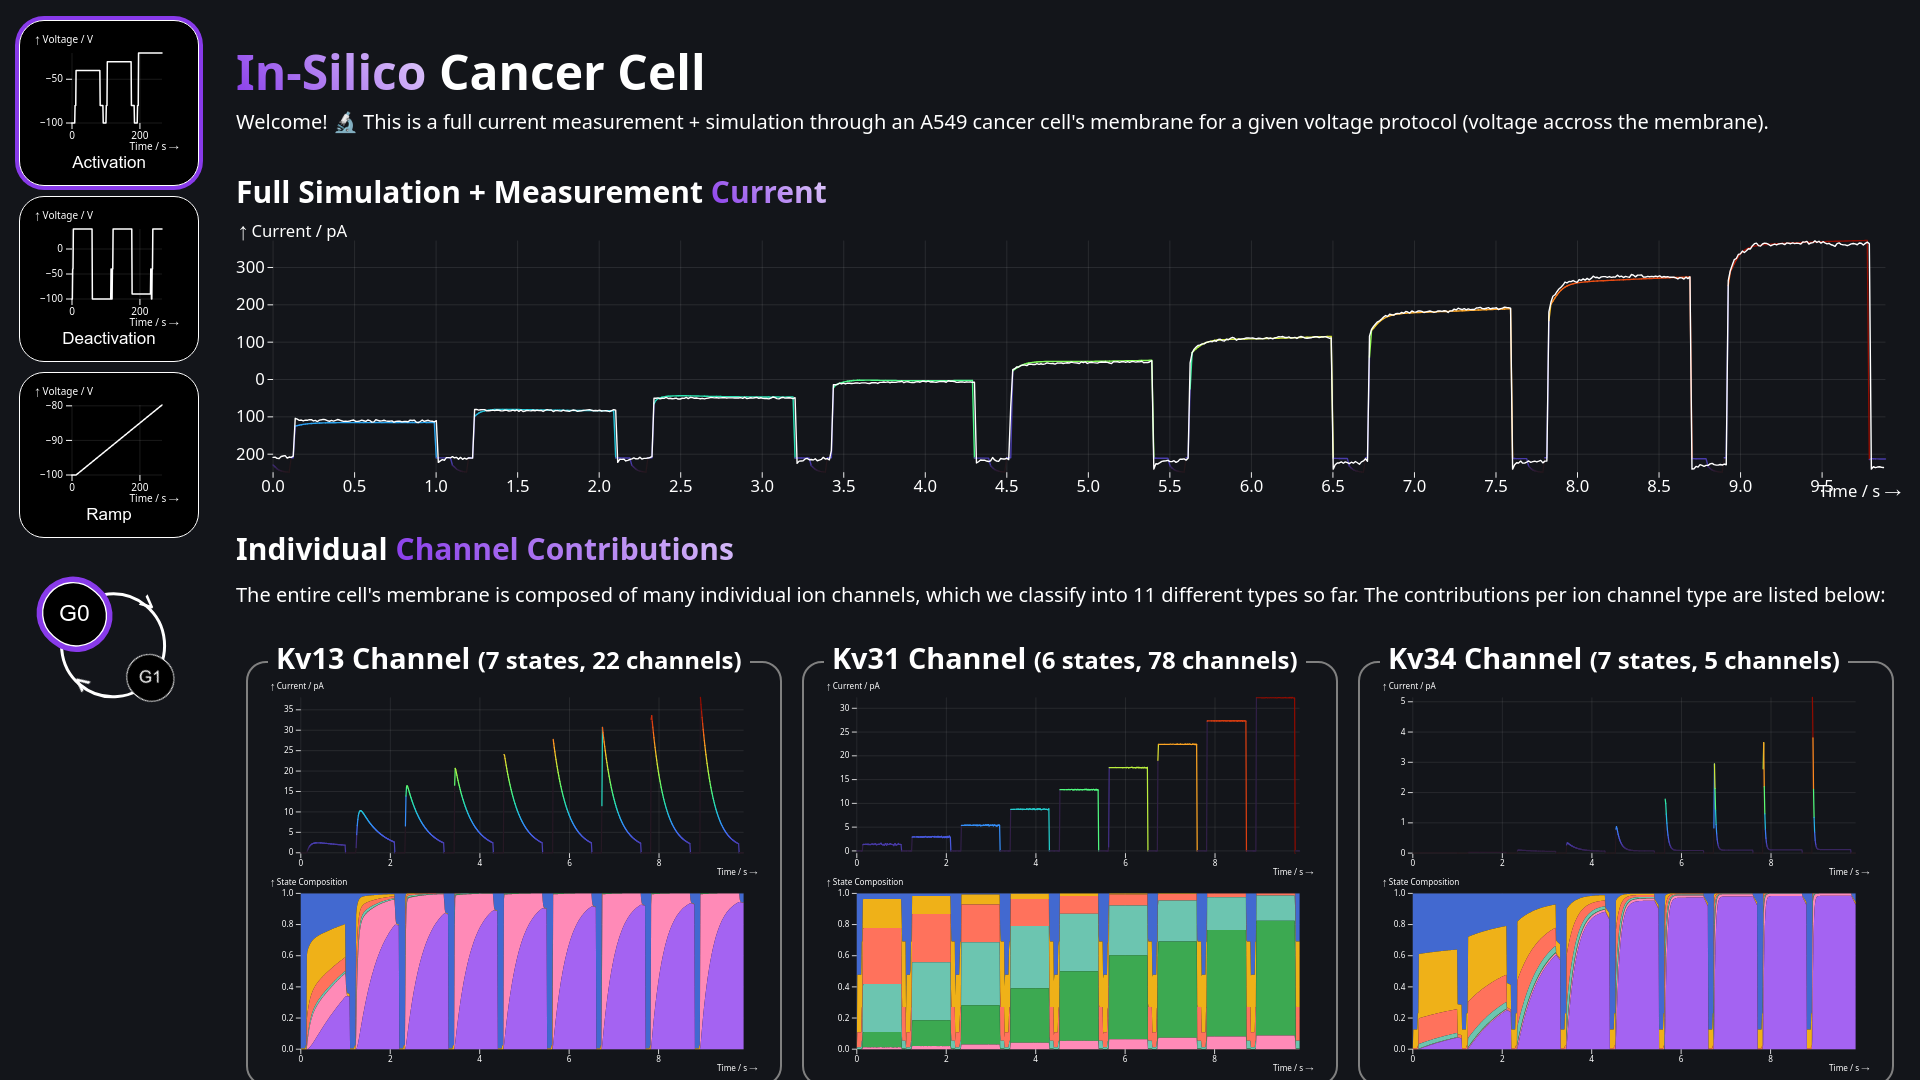 ↑ Voltage / V
−50
−100
0
200
Time / s →
Activation
↑ Voltage / V
0
−50
−100
0
200
Time / s →
Deactivation
↑ Voltage / V
−80
−90
−100
0
200
Time / s →
Ramp
G0
G1
In-Silico Cancer Cell
Welcome! 🔬 This is a full current measurement + simulation through an A549 cancer cell's membrane for a given voltage protocol (voltage accross the membrane).
Full Simulation + Measurement Current
↑ Current / pA
300
200
100
0
100
200
0.0 0.5 1.0 1.5 2.0 2.5 3.0 3.5 4.0 4.5 5.0 5.5 6.0 6.5 7.0 7.5 8.0 8.5 9.0 9.5
Time / s →
Individual Channel Contributions
The entire cell's membrane is composed of many individual ion channels, which we classify into 11 different types so far. The contributions per ion channel type are listed below:
Kv13 Channel (7 states, 22 channels)
↑ Current / pA
35
30
25
20
15
10
5
0
0 2 4 6 8
Time / s →
↑ State Composition
1.0
0.8
0.6
0.4
0.2
0.0
0 2 4 6 8
Time / s →
Kv31 Channel (6 states, 78 channels)
↑ Current / pA
30
25
20
15
10
5
0
0 2 4 6 8
Time / s →
↑ State Composition
1.0
0.8
0.6
0.4
0.2
0.0
0 2 4 6 8
Time / s →
Kv34 Channel (7 states, 5 channels)
↑ Current / pA
5
4
3
2
1
0
0 2 4 6 8
Time / s →
↑ State Composition
1.0
0.8
0.6
0.4
0.2
0.0
0 2 4 6 8
Time / s →